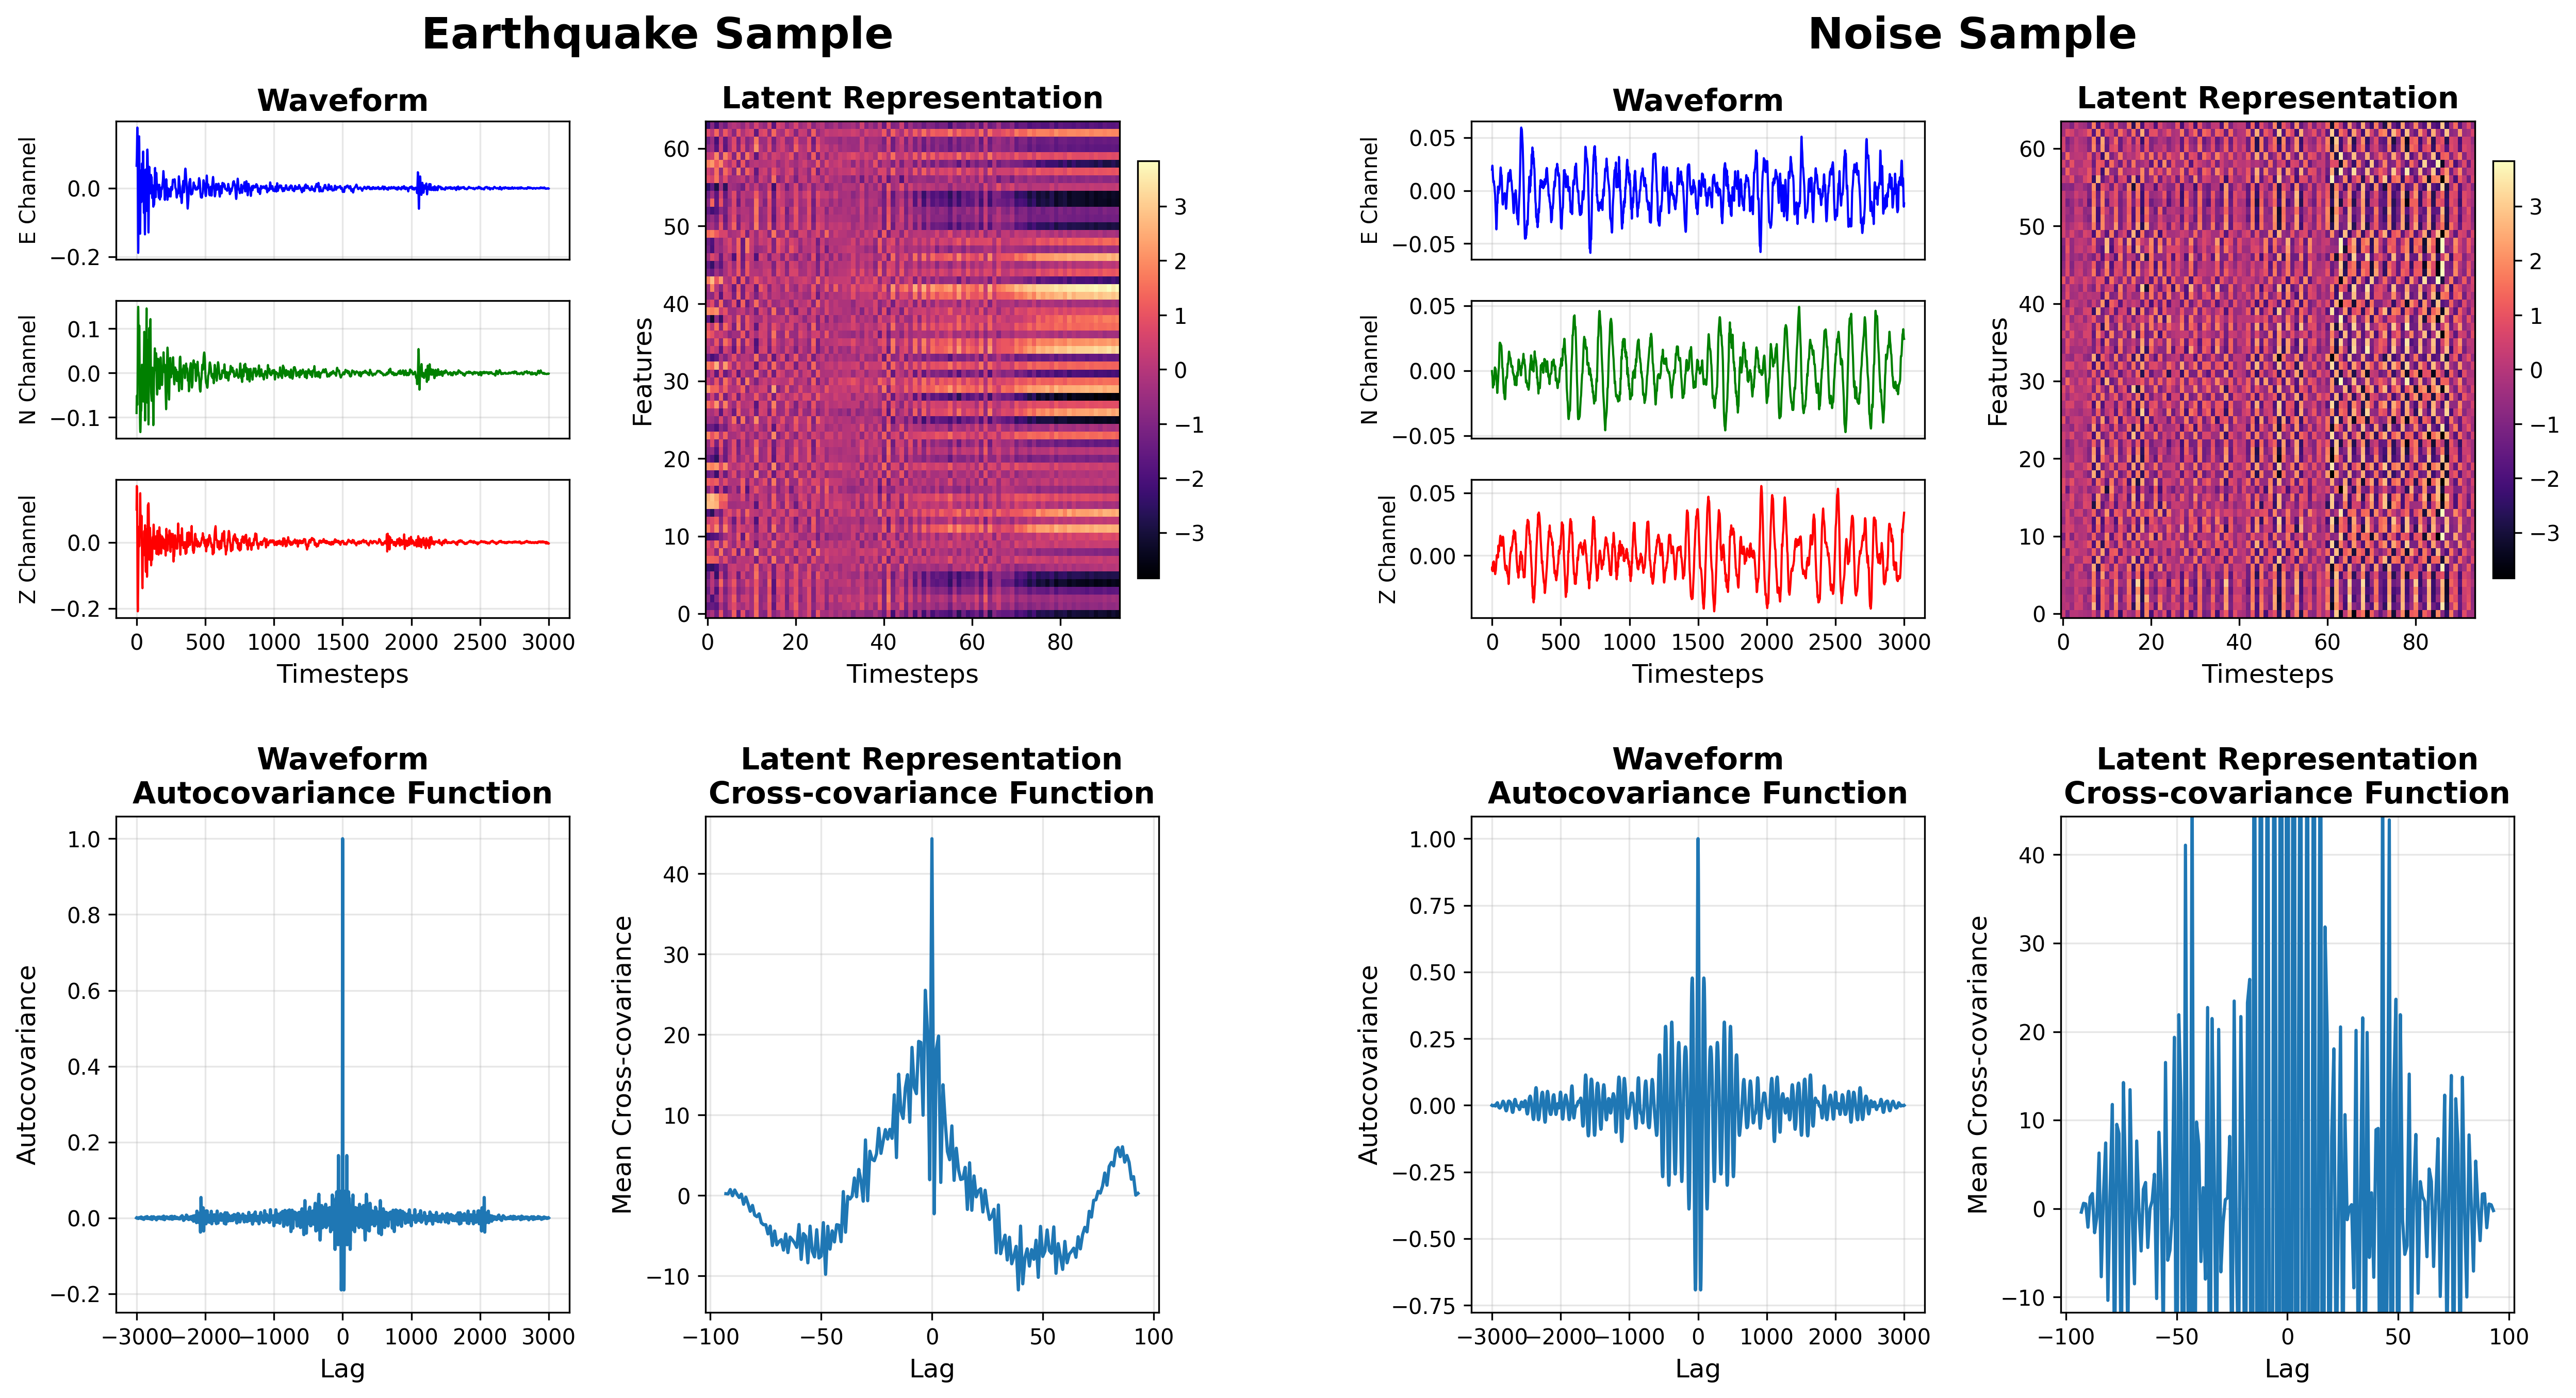 Earthquake Sample
Noise Sample
Waveform
E Channel
0.0
−0.2
N Channel
0.1
0.0
−0.1
Z Channel
0.0
−0.2
0 500 1000 1500 2000 2500 3000
Timesteps
Latent Representation
Features
60
50
40
30
20
10
0
0 20 40 60 80
Timesteps
3
2
1
0
−1
−2
−3
Waveform
E Channel
0.05
0.00
−0.05
N Channel
0.05
0.00
−0.05
Z Channel
0.05
0.00
0 500 1000 1500 2000 2500 3000
Timesteps
Latent Representation
Features
60
50
40
30
20
10
0
0 20 40 60 80
Timesteps
3
2
1
0
−1
−2
−3
Waveform
Autocovariance Function
Autocovariance
1.0
0.8
0.6
0.4
0.2
0.0
−0.2
−3000 −2000 −1000 0 1000 2000 3000
Lag
Latent Representation
Cross-covariance Function
Mean Cross-covariance
40
30
20
10
0
−10
−100 −50 0 50 100
Lag
Waveform
Autocovariance Function
Autocovariance
1.00
0.75
0.50
0.25
0.00
−0.25
−0.50
−0.75
−3000 −2000 −1000 0 1000 2000 3000
Lag
Latent Representation
Cross-covariance Function
Mean Cross-covariance
40
30
20
10
0
−10
−100 −50 0 50 100
Lag